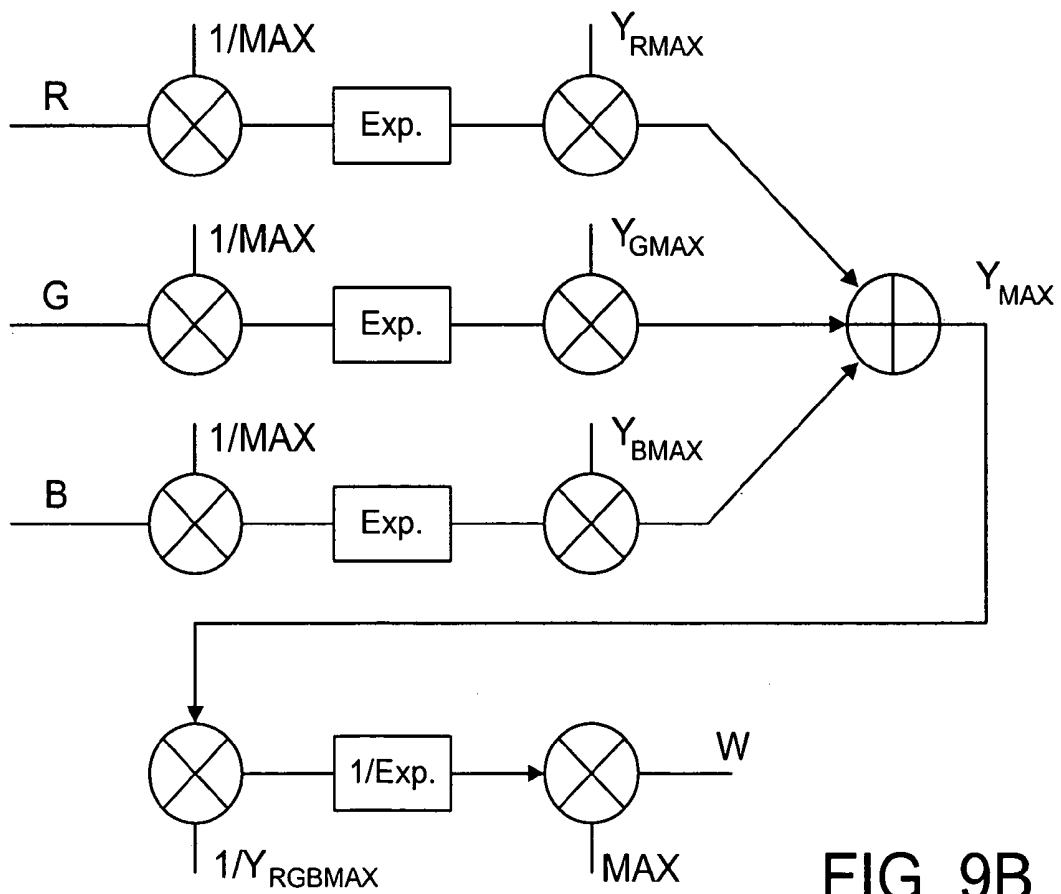 1/MAX
Y_RMAX
R
Exp.
1/MAX
Y_GMAX
G
Exp.
Y_MAX
1/MAX
Y_BMAX
B
Exp.
W
1/Exp.
1/Y_RGBMAX
MAX
FIG. 9B